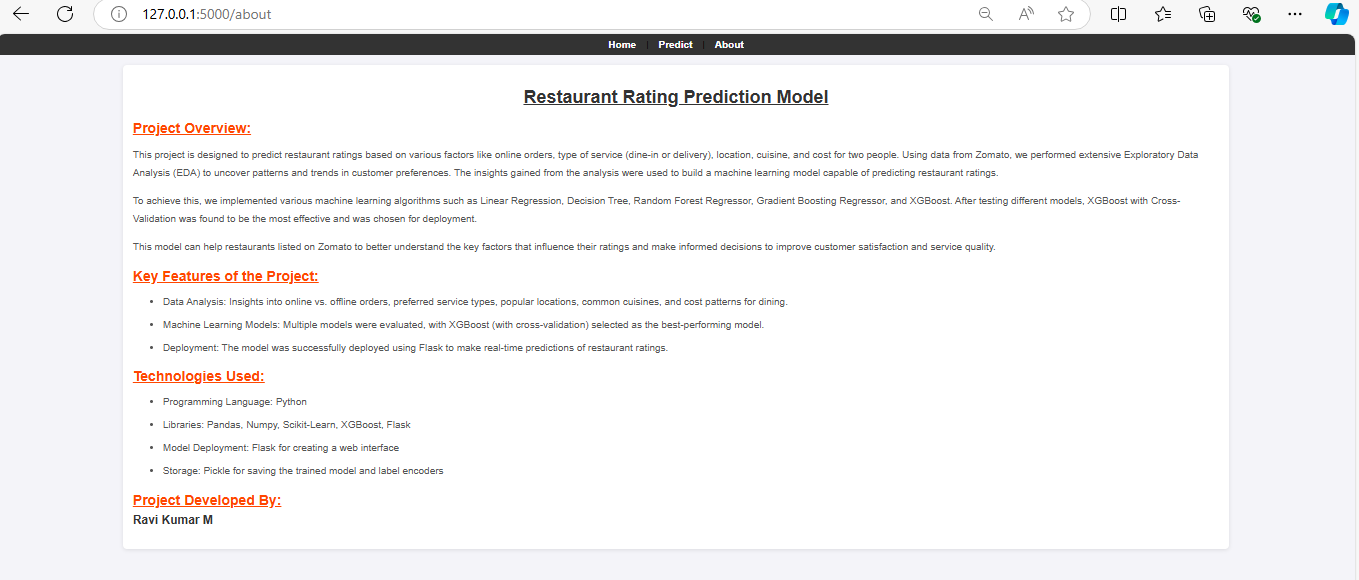 127.0.0.1:5000/about
Home | Predict | About
Restaurant Rating Prediction Model
Project Overview:
This project is designed to predict restaurant ratings based on various factors like online orders, type of service (dine-in or delivery), location, cuisine, and cost for two people. Using data from Zomato, we performed extensive Exploratory Data
Analysis (EDA) to uncover patterns and trends in customer preferences. The insights gained from the analysis were used to build a machine learning model capable of predicting restaurant ratings.
To achieve this, we implemented various machine learning algorithms such as Linear Regression, Decision Tree, Random Forest Regressor, Gradient Boosting Regressor, and XGBoost. After testing different models, XGBoost with Cross-
Validation was found to be the most effective and was chosen for deployment.
This model can help restaurants listed on Zomato to better understand the key factors that influence their ratings and make informed decisions to improve customer satisfaction and service quality.
Key Features of the Project:
• Data Analysis: Insights into online vs. offline orders, preferred service types, popular locations, common cuisines, and cost patterns for dining.
• Machine Learning Models: Multiple models were evaluated, with XGBoost (with cross-validation) selected as the best-performing model.
• Deployment: The model was successfully deployed using Flask to make real-time predictions of restaurant ratings.
Technologies Used:
• Programming Language: Python
• Libraries: Pandas, Numpy, Scikit-Learn, XGBoost, Flask
• Model Deployment: Flask for creating a web interface
• Storage: Pickle for saving the trained model and label encoders
Project Developed By:
Ravi Kumar M